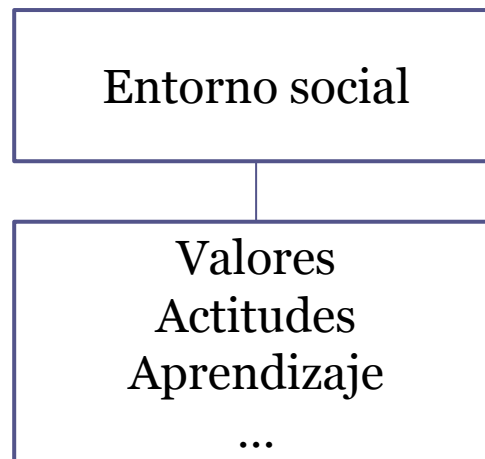 Entorno social
Valores
Actitudes
Aprendizaje
...